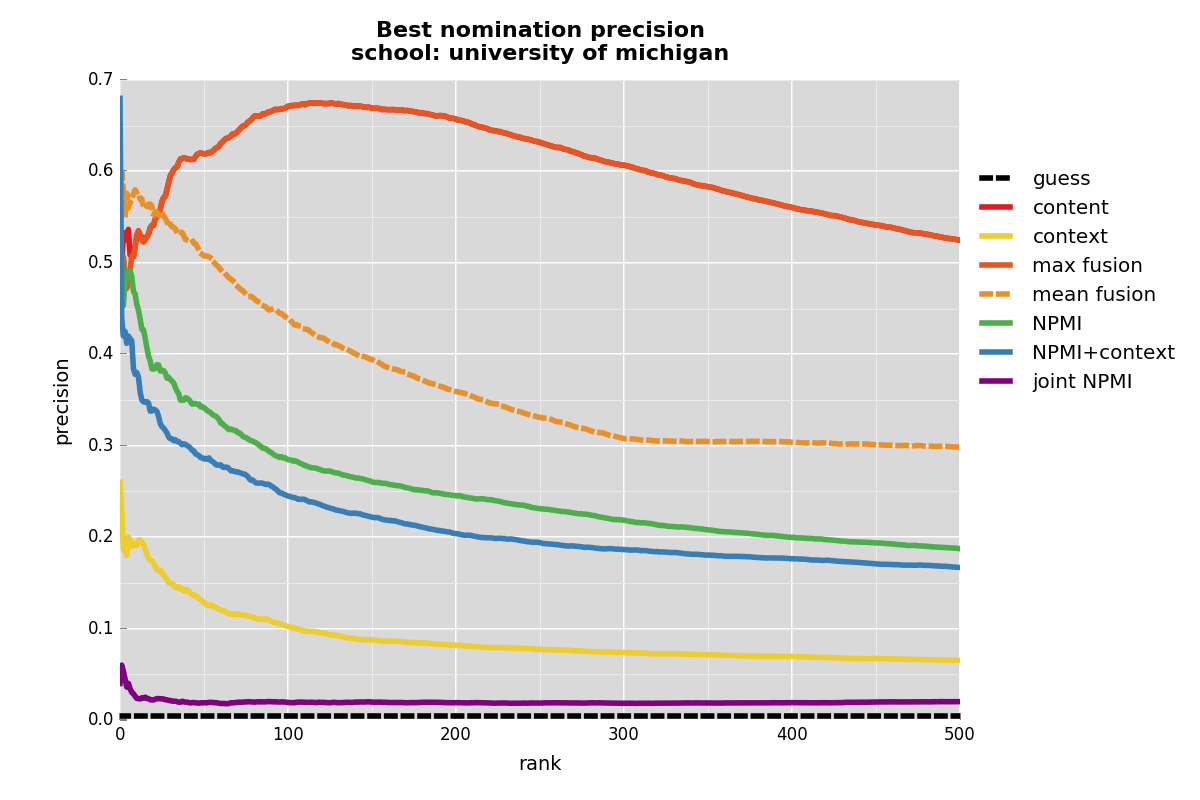 Best nomination precision
school: university of michigan
0.7
0.6
0.5
0.4
0.3
0.2
0.1
0.0
precision
0
100
200
300
400
500
rank
guess
content
context
max fusion
mean fusion
NPMI
NPMI+context
joint NPMI